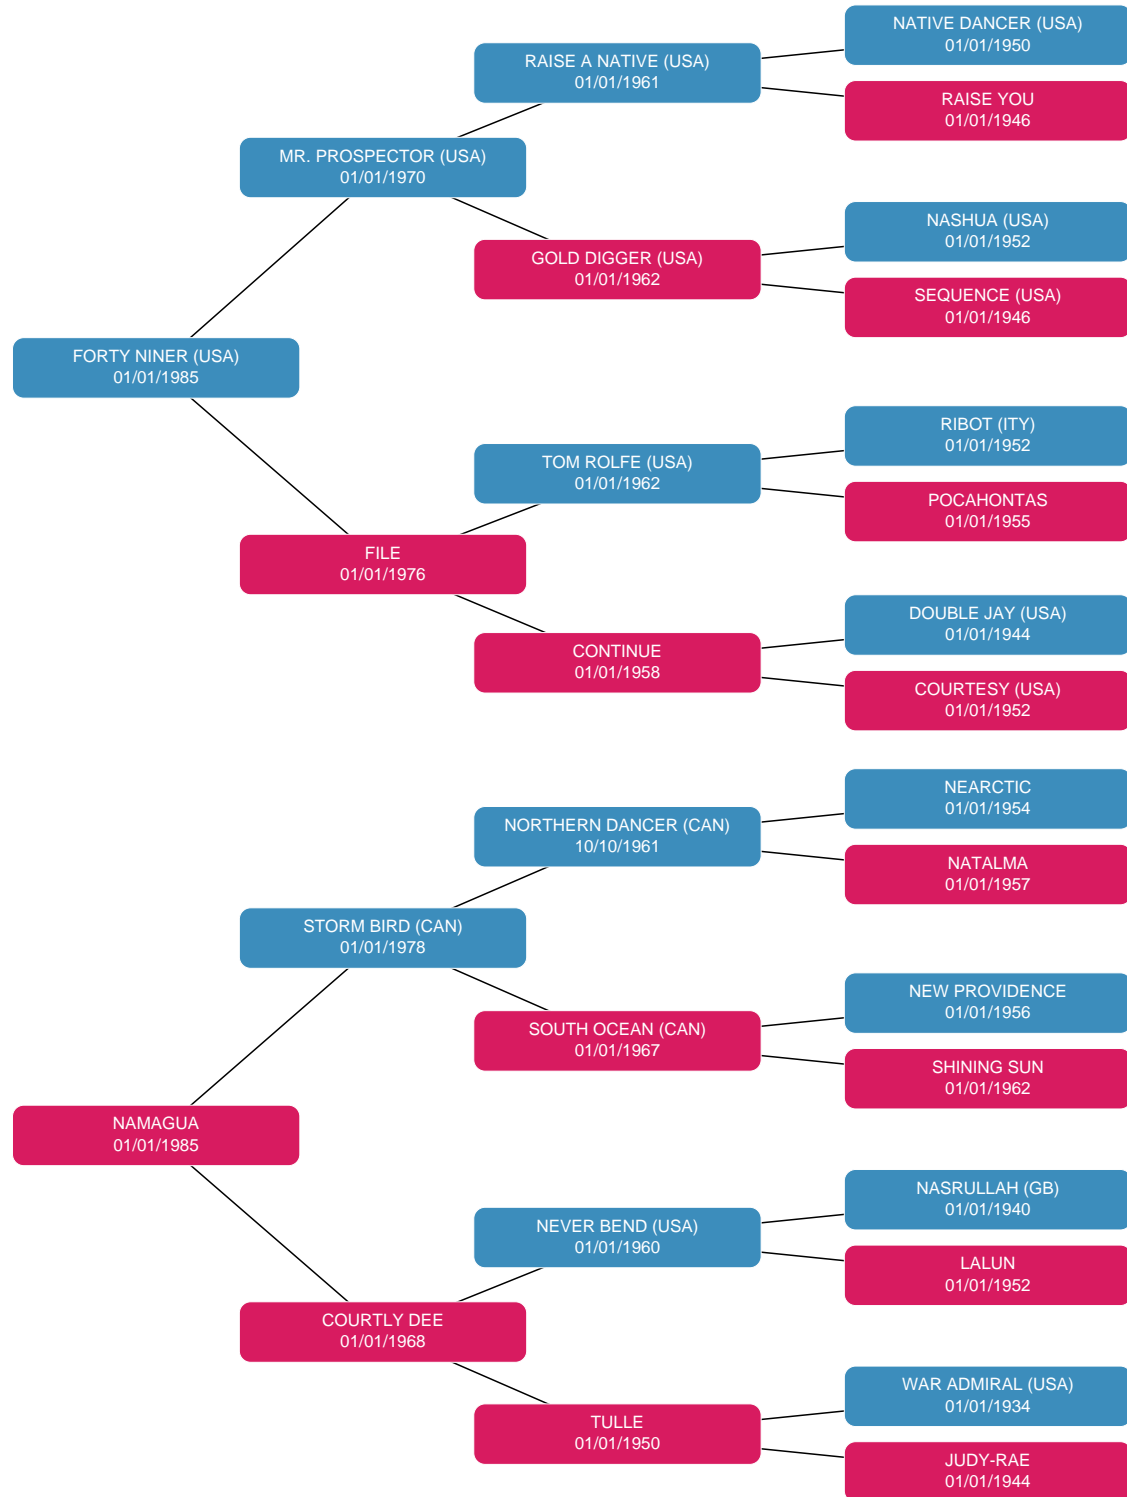 NATIVE DANCER (USA)
01/01/1950
RAISE A NATIVE (USA)
01/01/1961
RAISE YOU
01/01/1946
MR. PROSPECTOR (USA)
01/01/1970
NASHUA (USA)
01/01/1952
GOLD DIGGER (USA)
01/01/1962
SEQUENCE (USA)
01/01/1946
FORTY NINER (USA)
01/01/1985
RIBOT (ITY)
01/01/1952
TOM ROLFE (USA)
01/01/1962
POCAHONTAS
01/01/1955
FILE
01/01/1976
DOUBLE JAY (USA)
01/01/1944
CONTINUE
01/01/1958
COURTESY (USA)
01/01/1952
NEARCTIC
01/01/1954
NORTHERN DANCER (CAN)
10/10/1961
NATALMA
01/01/1957
STORM BIRD (CAN)
01/01/1978
NEW PROVIDENCE
01/01/1956
SOUTH OCEAN (CAN)
01/01/1967
SHINING SUN
01/01/1962
NAMAGUA
01/01/1985
NASRULLAH (GB)
01/01/1940
NEVER BEND (USA)
01/01/1960
LALUN
01/01/1952
COURTLY DEE
01/01/1968
WAR ADMIRAL (USA)
01/01/1934
TULLE
01/01/1950
JUDY-RAE
01/01/1944